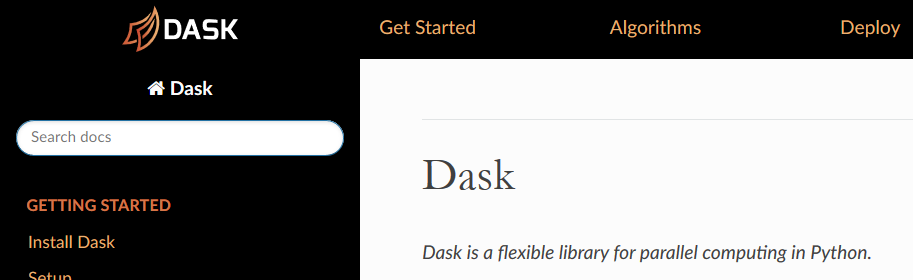 DASK
Get Started
Algorithms
Deploy
Dask
Search docs
GETTING STARTED
Install Dask
Setup
Dask
Dask is a flexible library for parallel computing in Python.